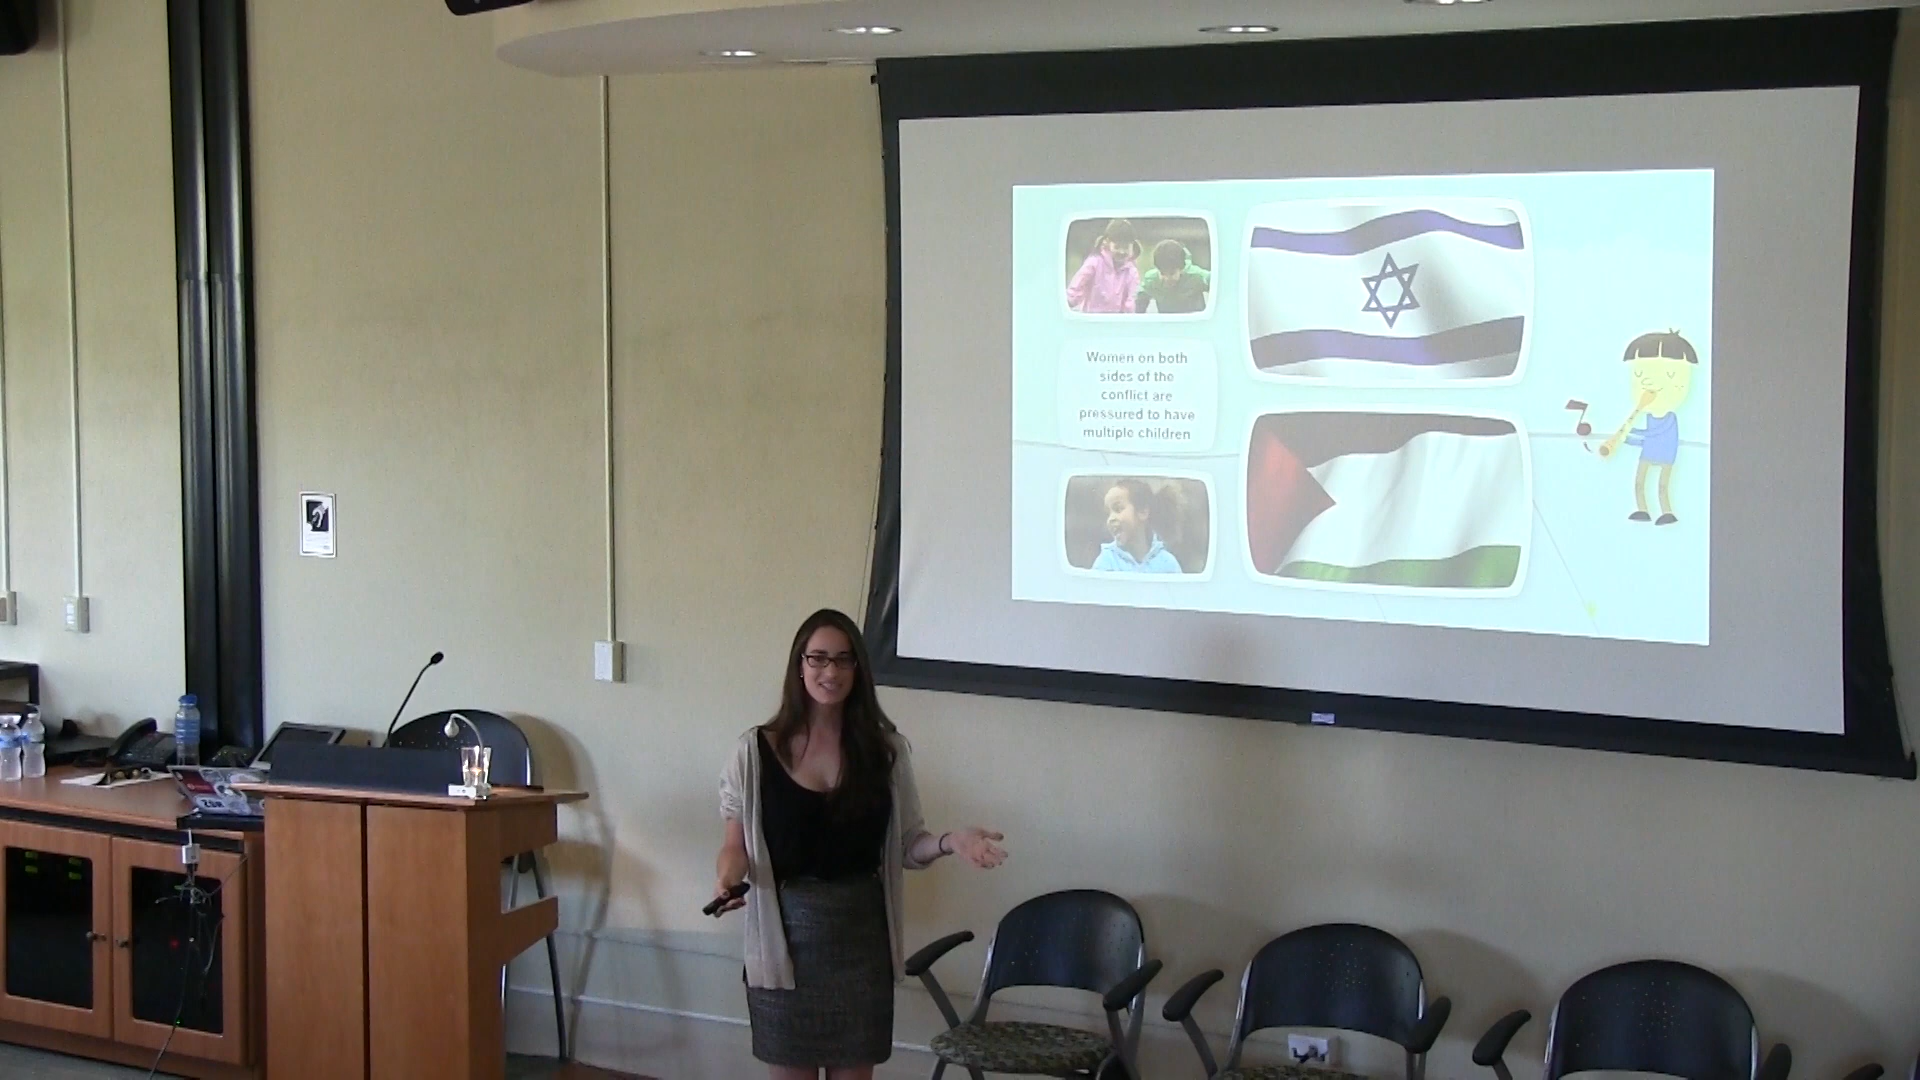 Women on both
sides of the
conflict are
pressured to have
multiple children